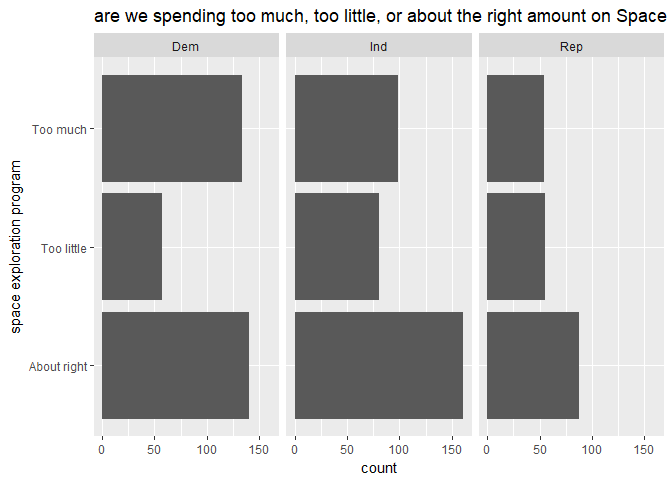 are we spending too much, too little, or about the right amount on Space
Dem Ind Rep
space exploration program
Too much
Too little
About right
0 50 100 150 0 50 100 150 0 50 100 150
count